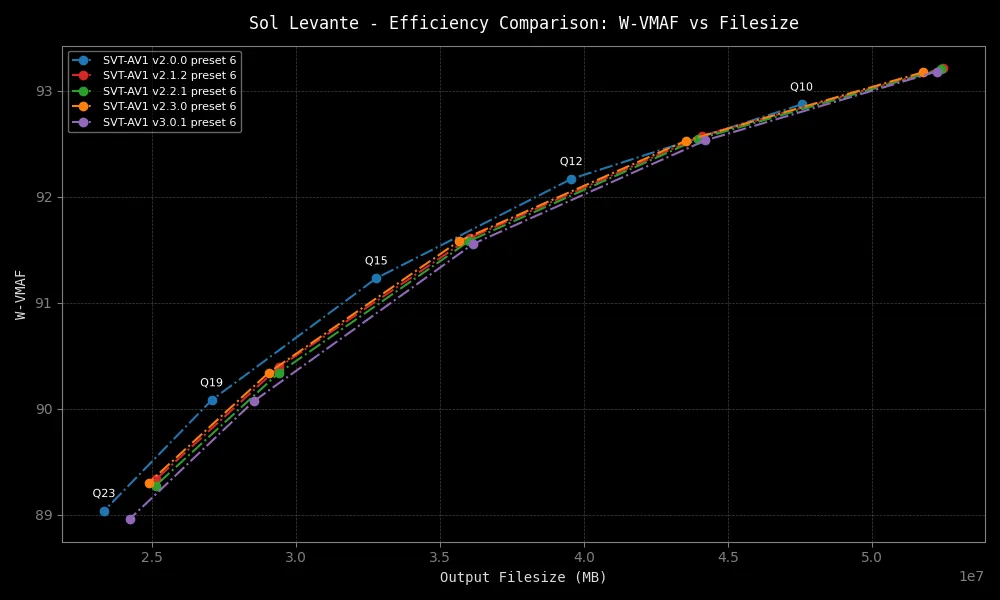 Sol Levante - Efficiency Comparison: W-VMAF vs Filesize
SVT-AV1 v2.0.0 preset 6
SVT-AV1 v2.1.2 preset 6
SVT-AV1 v2.2.1 preset 6
SVT-AV1 v2.3.0 preset 6
SVT-AV1 v3.0.1 preset 6
Q10
Q12
Q15
Q19
Q23
93
92
91
90
89
W-VMAF
2.5
3.0
3.5
4.0
4.5
5.0
1e7
Output Filesize (MB)